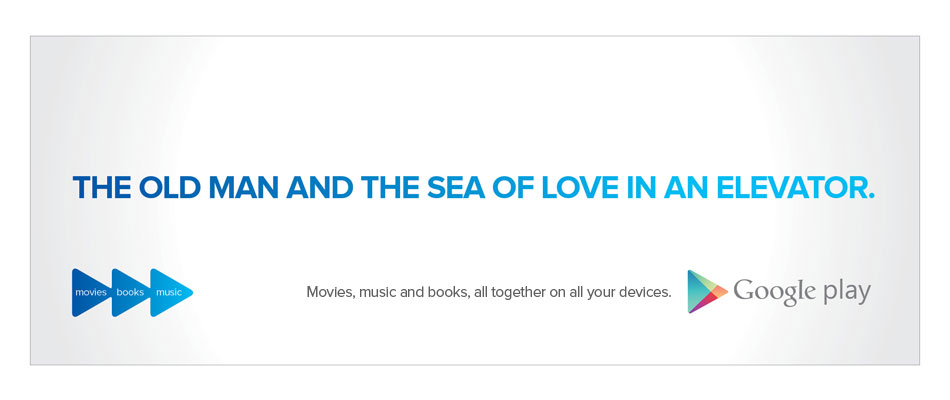 THE OLD MAN AND THE SEA OF LOVE IN AN ELEVATOR.
movies books music
Movies, music and books, all together on all your devices.
Google play